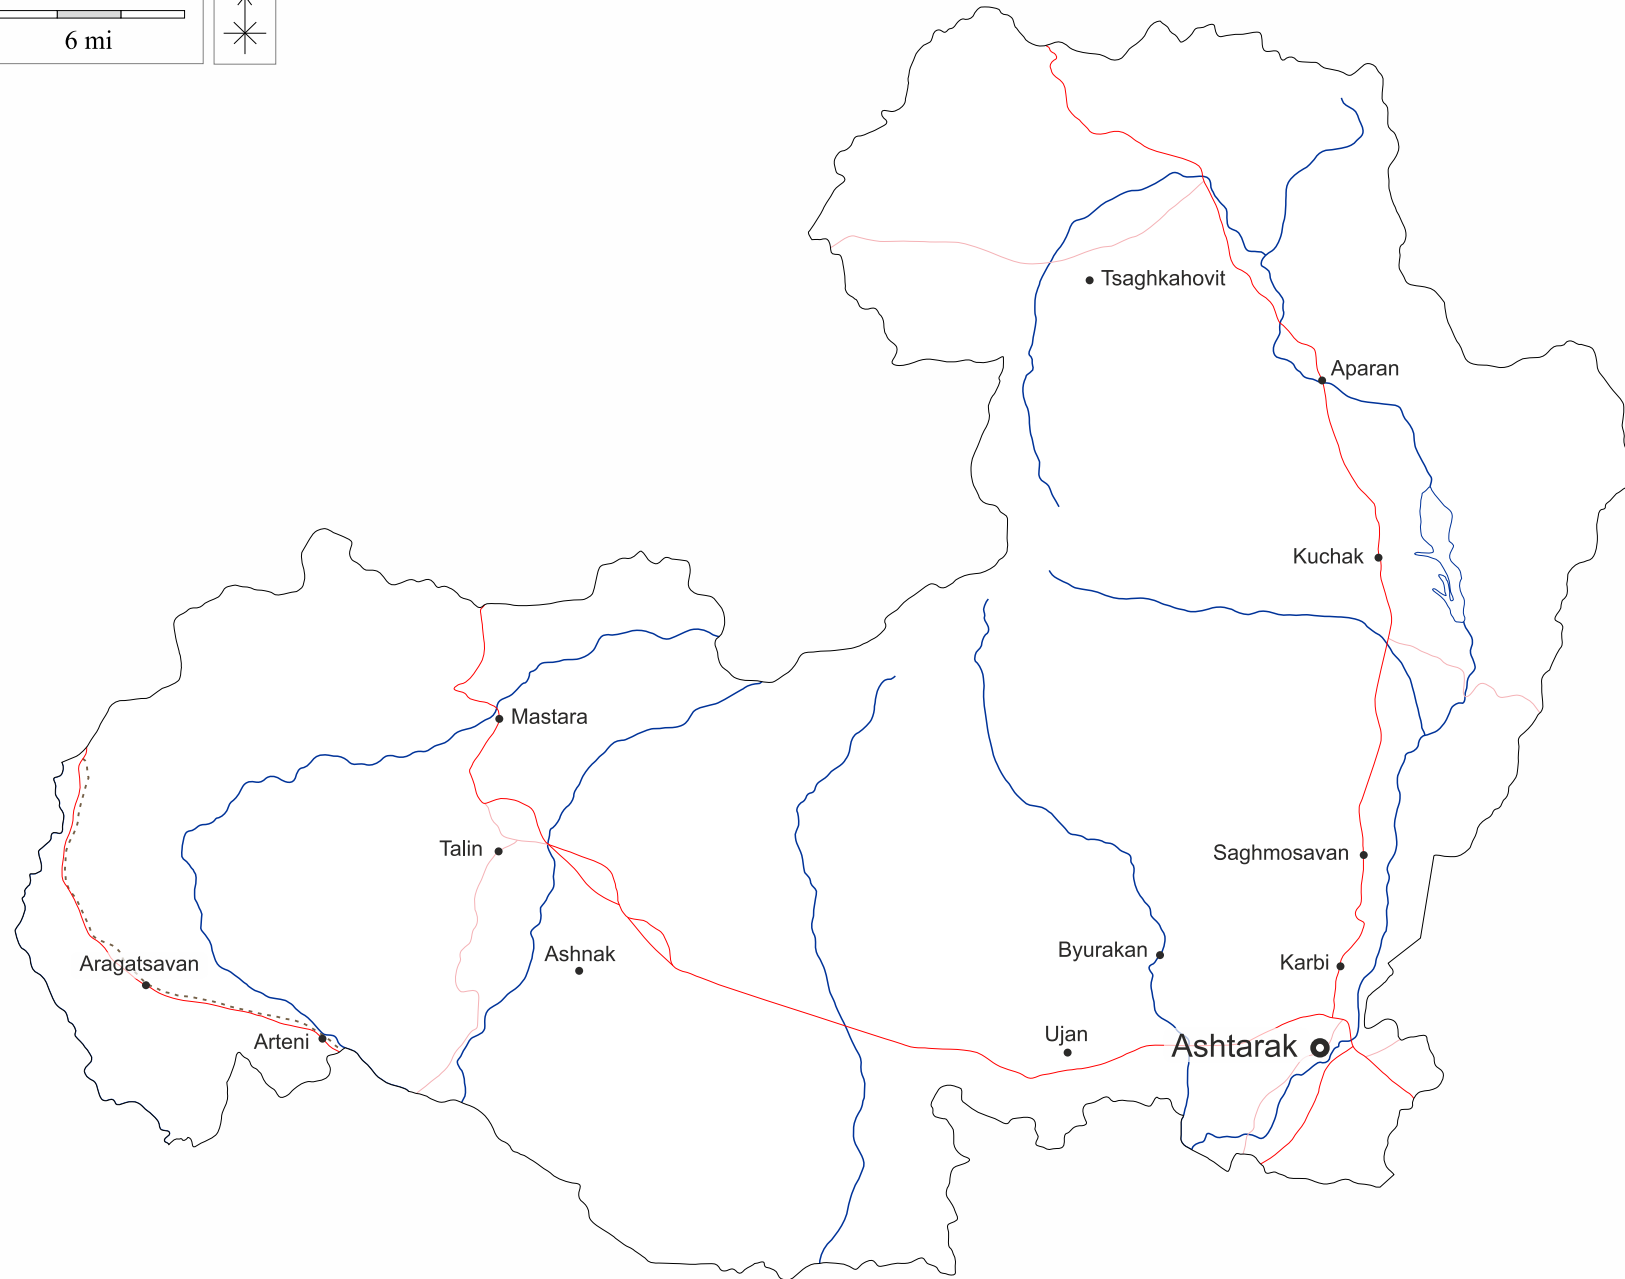 6 mi
Tsaghkahovit
Aparan
Kuchak
Mastara
Talin
Saghmosavan
Ashnak
Byurakan
Karbi
Aragatsavan
Arteni
Ujan
Ashtarak